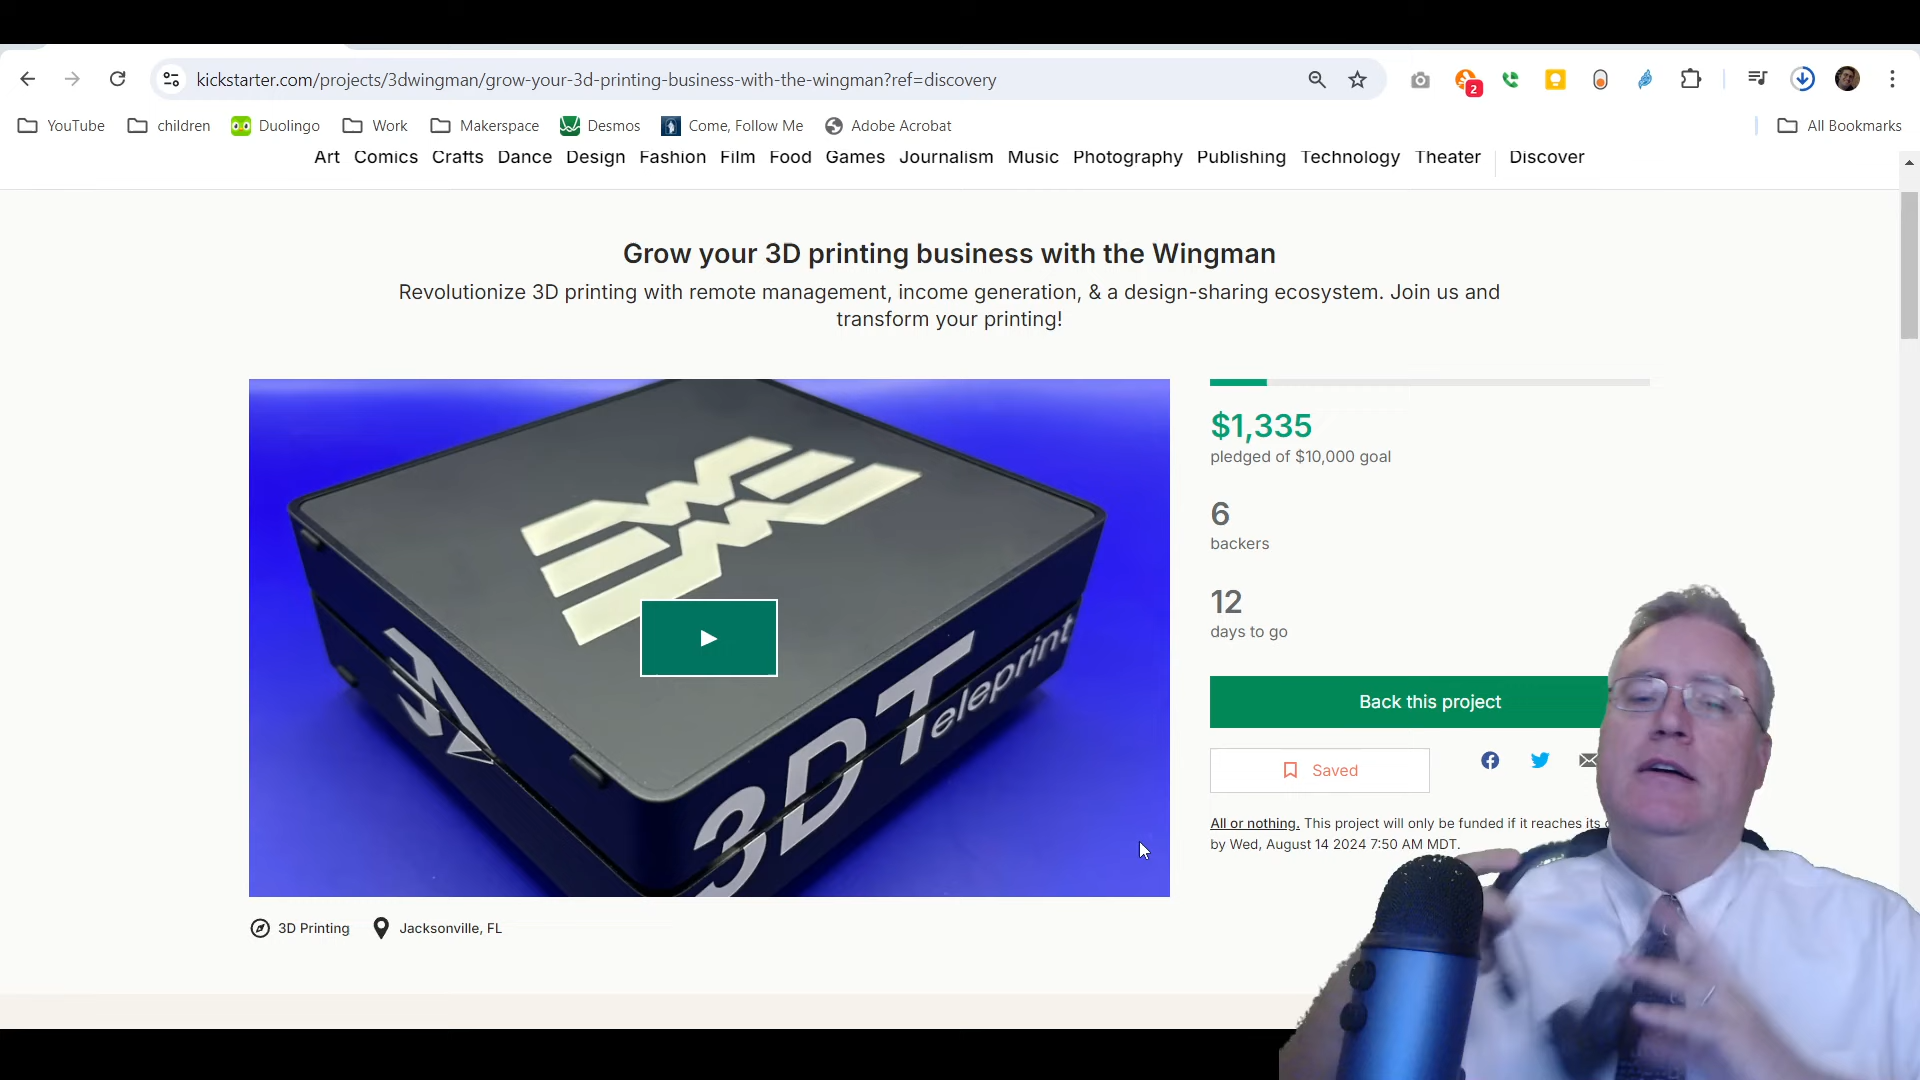 kickstarter.com/projects/3dwingman/grow-your-3d-printing-business-with-the-wingman?ref=discovery
2
YouTube children Duolingo Work Makerspace Desmos Come, Follow Me Adobe Acrobat All Bookmarks
Art Comics Crafts Dance Design Fashion Film Food Games Journalism Music Photography Publishing Technology Theater Discover
Grow your 3D printing business with the Wingman
Revolutionize 3D printing with remote management, income generation, & a design-sharing ecosystem. Join us and
transform your printing!
3DTeleprint
$1,335
pledged of $10,000 goal
6
backers
12
days to go
Back this project
Saved
All or nothing. This project will only be funded if it reaches its
by Wed, August 14 2024 7:50 AM MDT.
3D Printing Jacksonville, FL